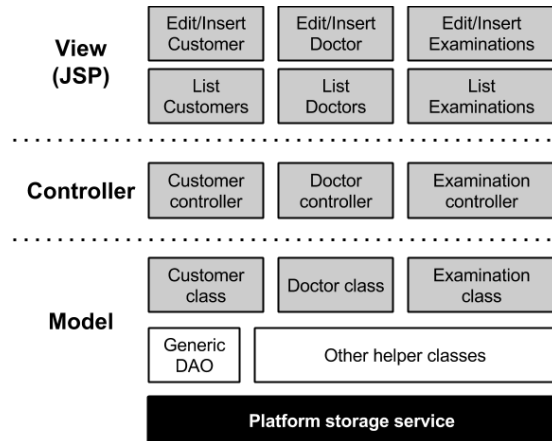 View
(JSP)
Edit/Insert
Customer
Edit/Insert
Doctor
Edit/Insert
Examinations
List
Customers
List
Doctors
List
Examinations
Controller
Customer
controller
Doctor
controller
Examination
controller
Model
Customer
class
Doctor class
Examination
class
Generic
DAO
Other helper classes
Platform storage service